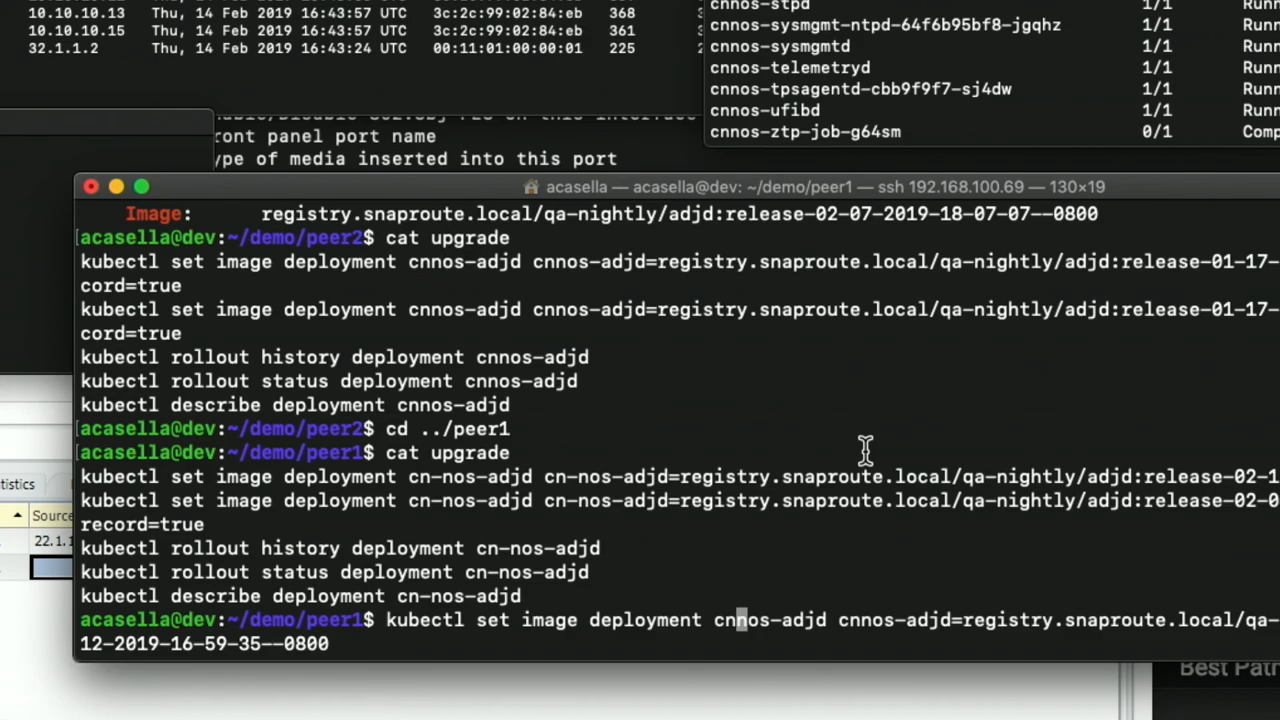 10.10.10.13 Thu, 14 Feb 2019 16:43:57 UTC 3c:2c:99:02:84:eb 368
10.10.10.15 Thu, 14 Feb 2019 16:43:57 UTC 3c:2c:99:02:84:eb 361
32.1.1.2 Thu, 14 Feb 2019 16:43:24 UTC 00:11:01:00:00:01 225
cnnos-stpd 1/1 Runn
cnnos-sysmgmt-ntpd-64f6b95bf8-jgqhz 1/1 Runn
cnnos-sysmgmtd 1/1 Runn
cnnos-telemetryd 1/1 Runn
cnnos-tpsagentd-cbb9f9f7-sj4dw 1/1 Runn
cnnos-ufibd 1/1 Runn
cnnos-ztp-job-g64sm 0/1 Comp
ront panel port name
ype of media inserted into this port
acasella — acasella@dev: ~/demo/peer1 — ssh 192.168.100.69 — 130×19
Image: registry.snaproute.local/qa-nightly/adjd:release-02-07-2019-18-07-07--0800
acasella@dev:~/demo/peer2$ cat upgrade
kubectl set image deployment cnnos-adjd cnnos-adjd=registry.snaproute.local/qa-nightly/adjd:release-01-17-
cord=true
kubectl set image deployment cnnos-adjd cnnos-adjd=registry.snaproute.local/qa-nightly/adjd:release-01-17-
cord=true
kubectl rollout history deployment cnnos-adjd
kubectl rollout status deployment cnnos-adjd
kubectl describe deployment cnnos-adjd
acasella@dev:~/demo/peer2$ cd ../peer1
acasella@dev:~/demo/peer1$ cat upgrade
kubectl set image deployment cn-nos-adjd cn-nos-adjd=registry.snaproute.local/qa-nightly/adjd:release-02-1
kubectl set image deployment cn-nos-adjd cn-nos-adjd=registry.snaproute.local/qa-nightly/adjd:release-02-0
record=true
kubectl rollout history deployment cn-nos-adjd
kubectl rollout status deployment cn-nos-adjd
kubectl describe deployment cn-nos-adjd
acasella@dev:~/demo/peer1$ kubectl set image deployment cnnos-adjd cnnos-adjd=registry.snaproute.local/qa-
12-2019-16-59-35--0800
tistics
Source
22.1.1
Best Path